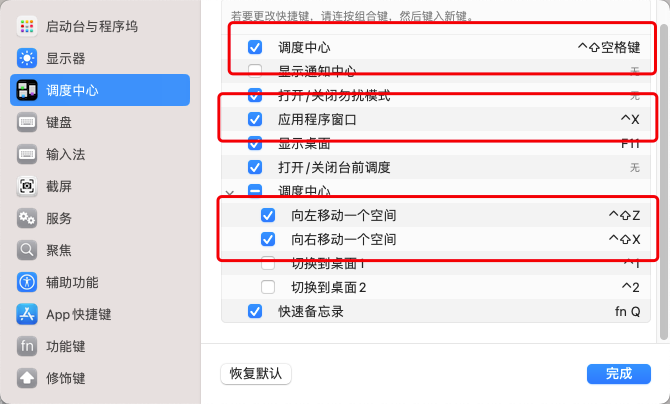 若要更改快捷键，请连按组合键，然后键入新键。
启动台与程序坞
显示器
调度中心
键盘
输入法
截屏
服务
聚焦
辅助功能
App 快捷键
fn 功能键
修饰键
调度中心 ^⇧空格键
显示通知中心 无
打开/关闭勿扰模式 无
应用程序窗口 ^X
显示桌面 F11
打开/关闭台前调度 无
调度中心
向左移动一个空间 ^⇧Z
向右移动一个空间 ^⇧X
切换到桌面1 ^1
切换到桌面2 ^2
快速备忘录 fn Q
恢复默认
完成